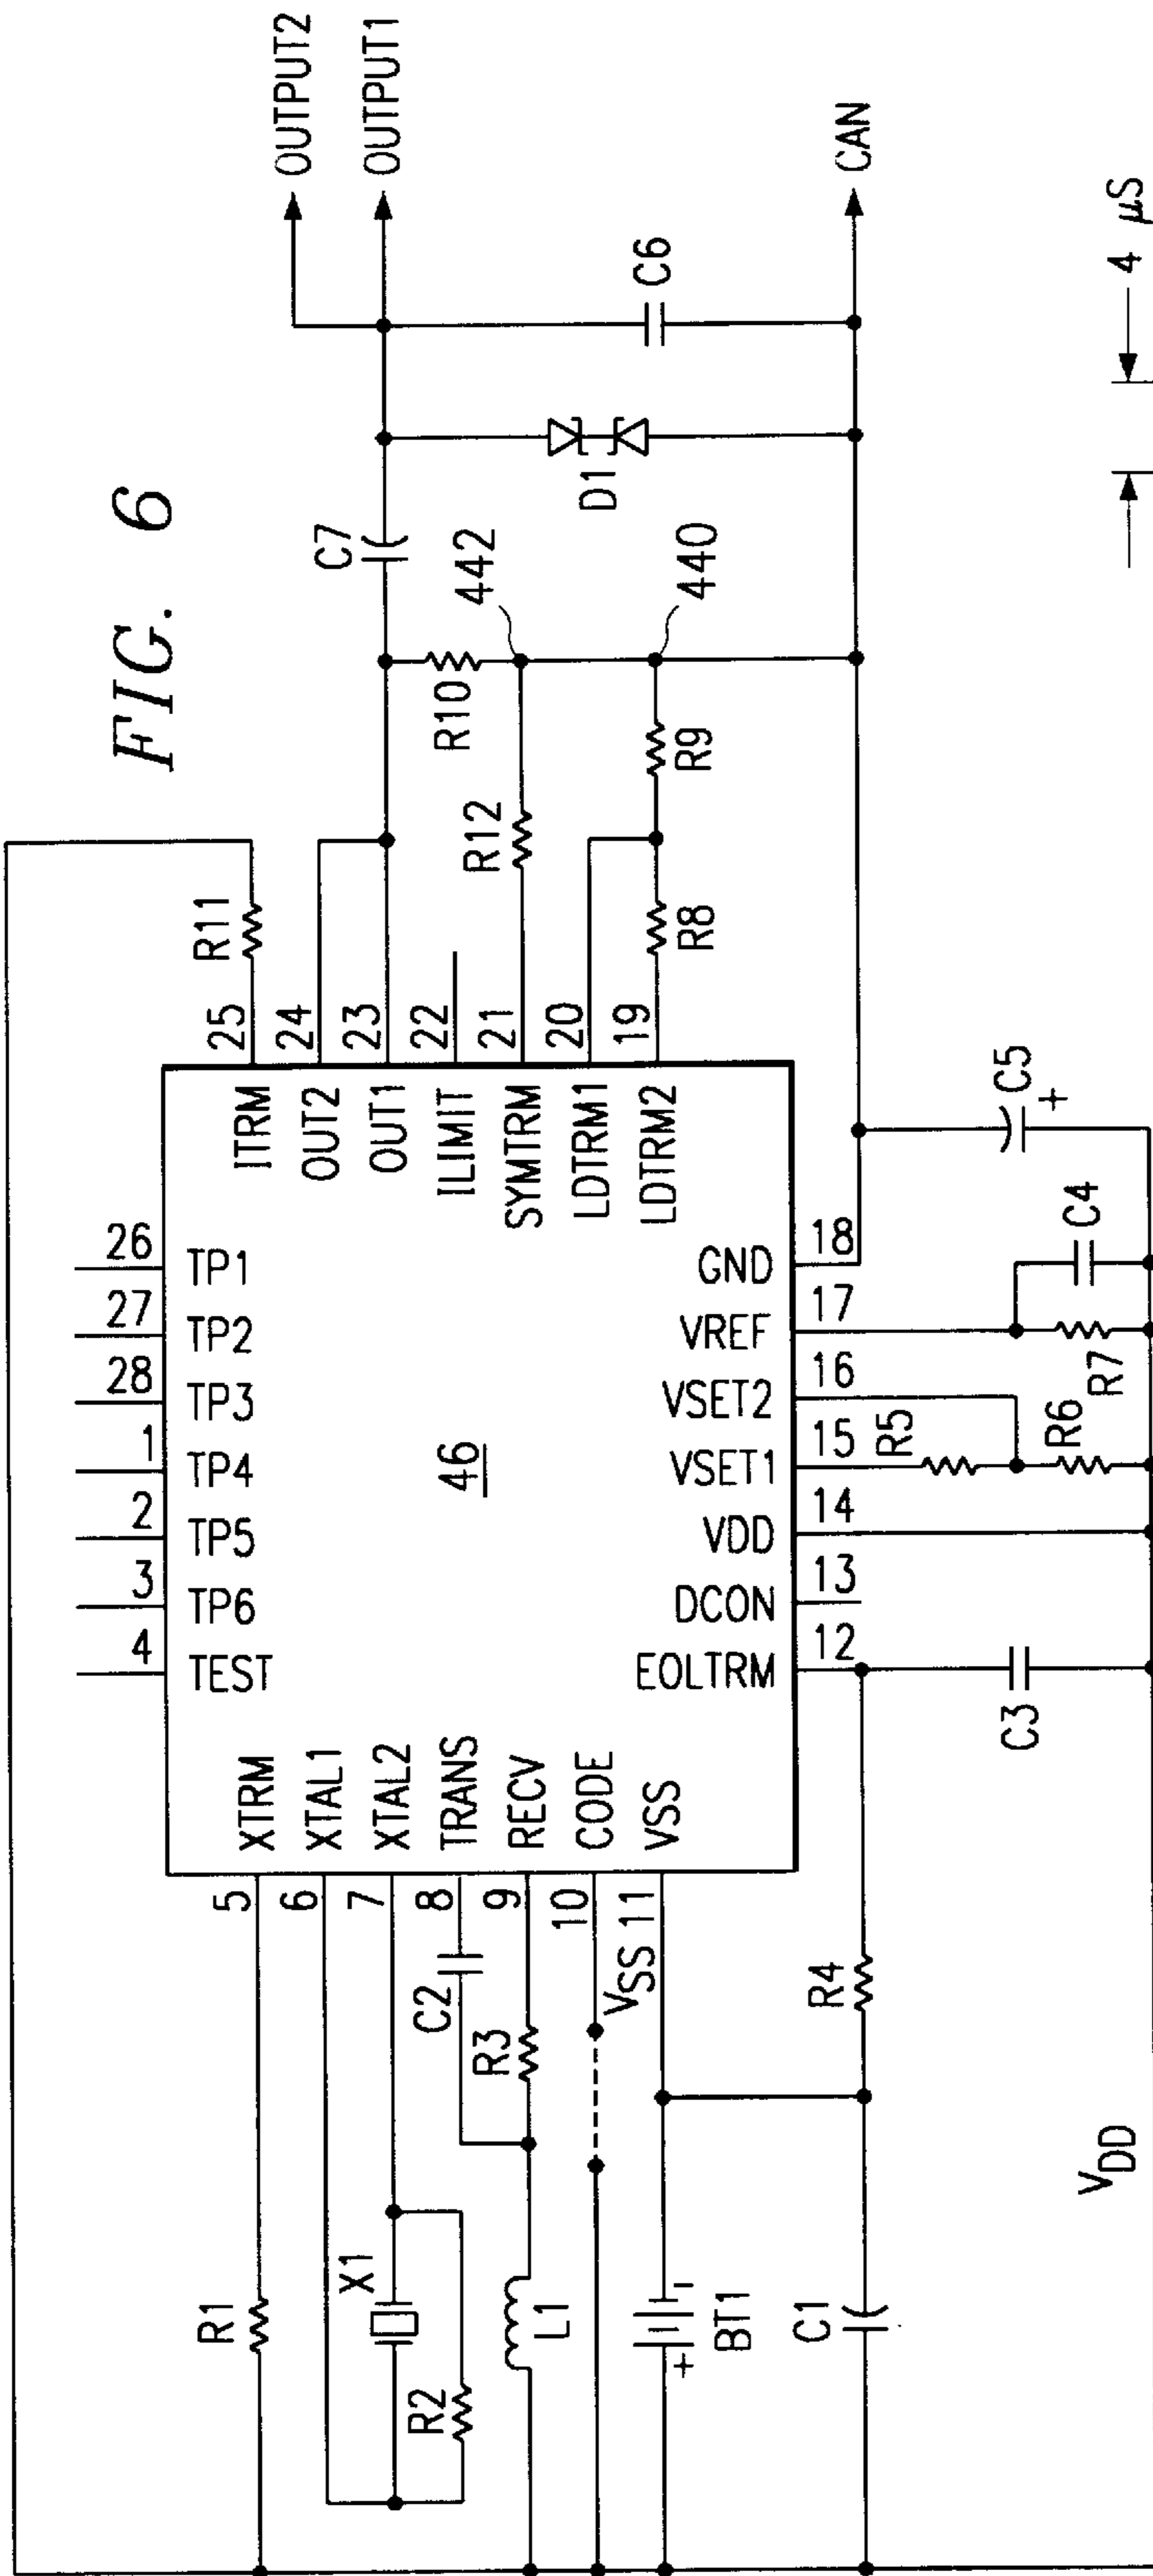 FIG. 6
OUTPUT2
OUTPUT1
CAN
4 µS
C7
442
440
D1
C6
R10
R12
R9
R8
R11
25
24
23
22
21
20
19
ITRM
OUT2
OUT1
ILIMIT
SYMTRM
LDTRM1
LDTRM2
26
27
28
1
2
3
4
TP1
TP2
TP3
TP4
TP5
TP6
TEST
46
GND
VREF
VSET2
VSET1
VDD
DCON
EOLTRM
18
17
16
15
14
13
12
C5
+
C4
R7
R5
R6
C3
XTRM
XTAL1
XTAL2
TRANS
RECV
CODE
VSS
5
6
7
8
9
10
11
VSS
R1
X1
R2
C2
R3
L1
+
-
BT1
R4
C1
VDD